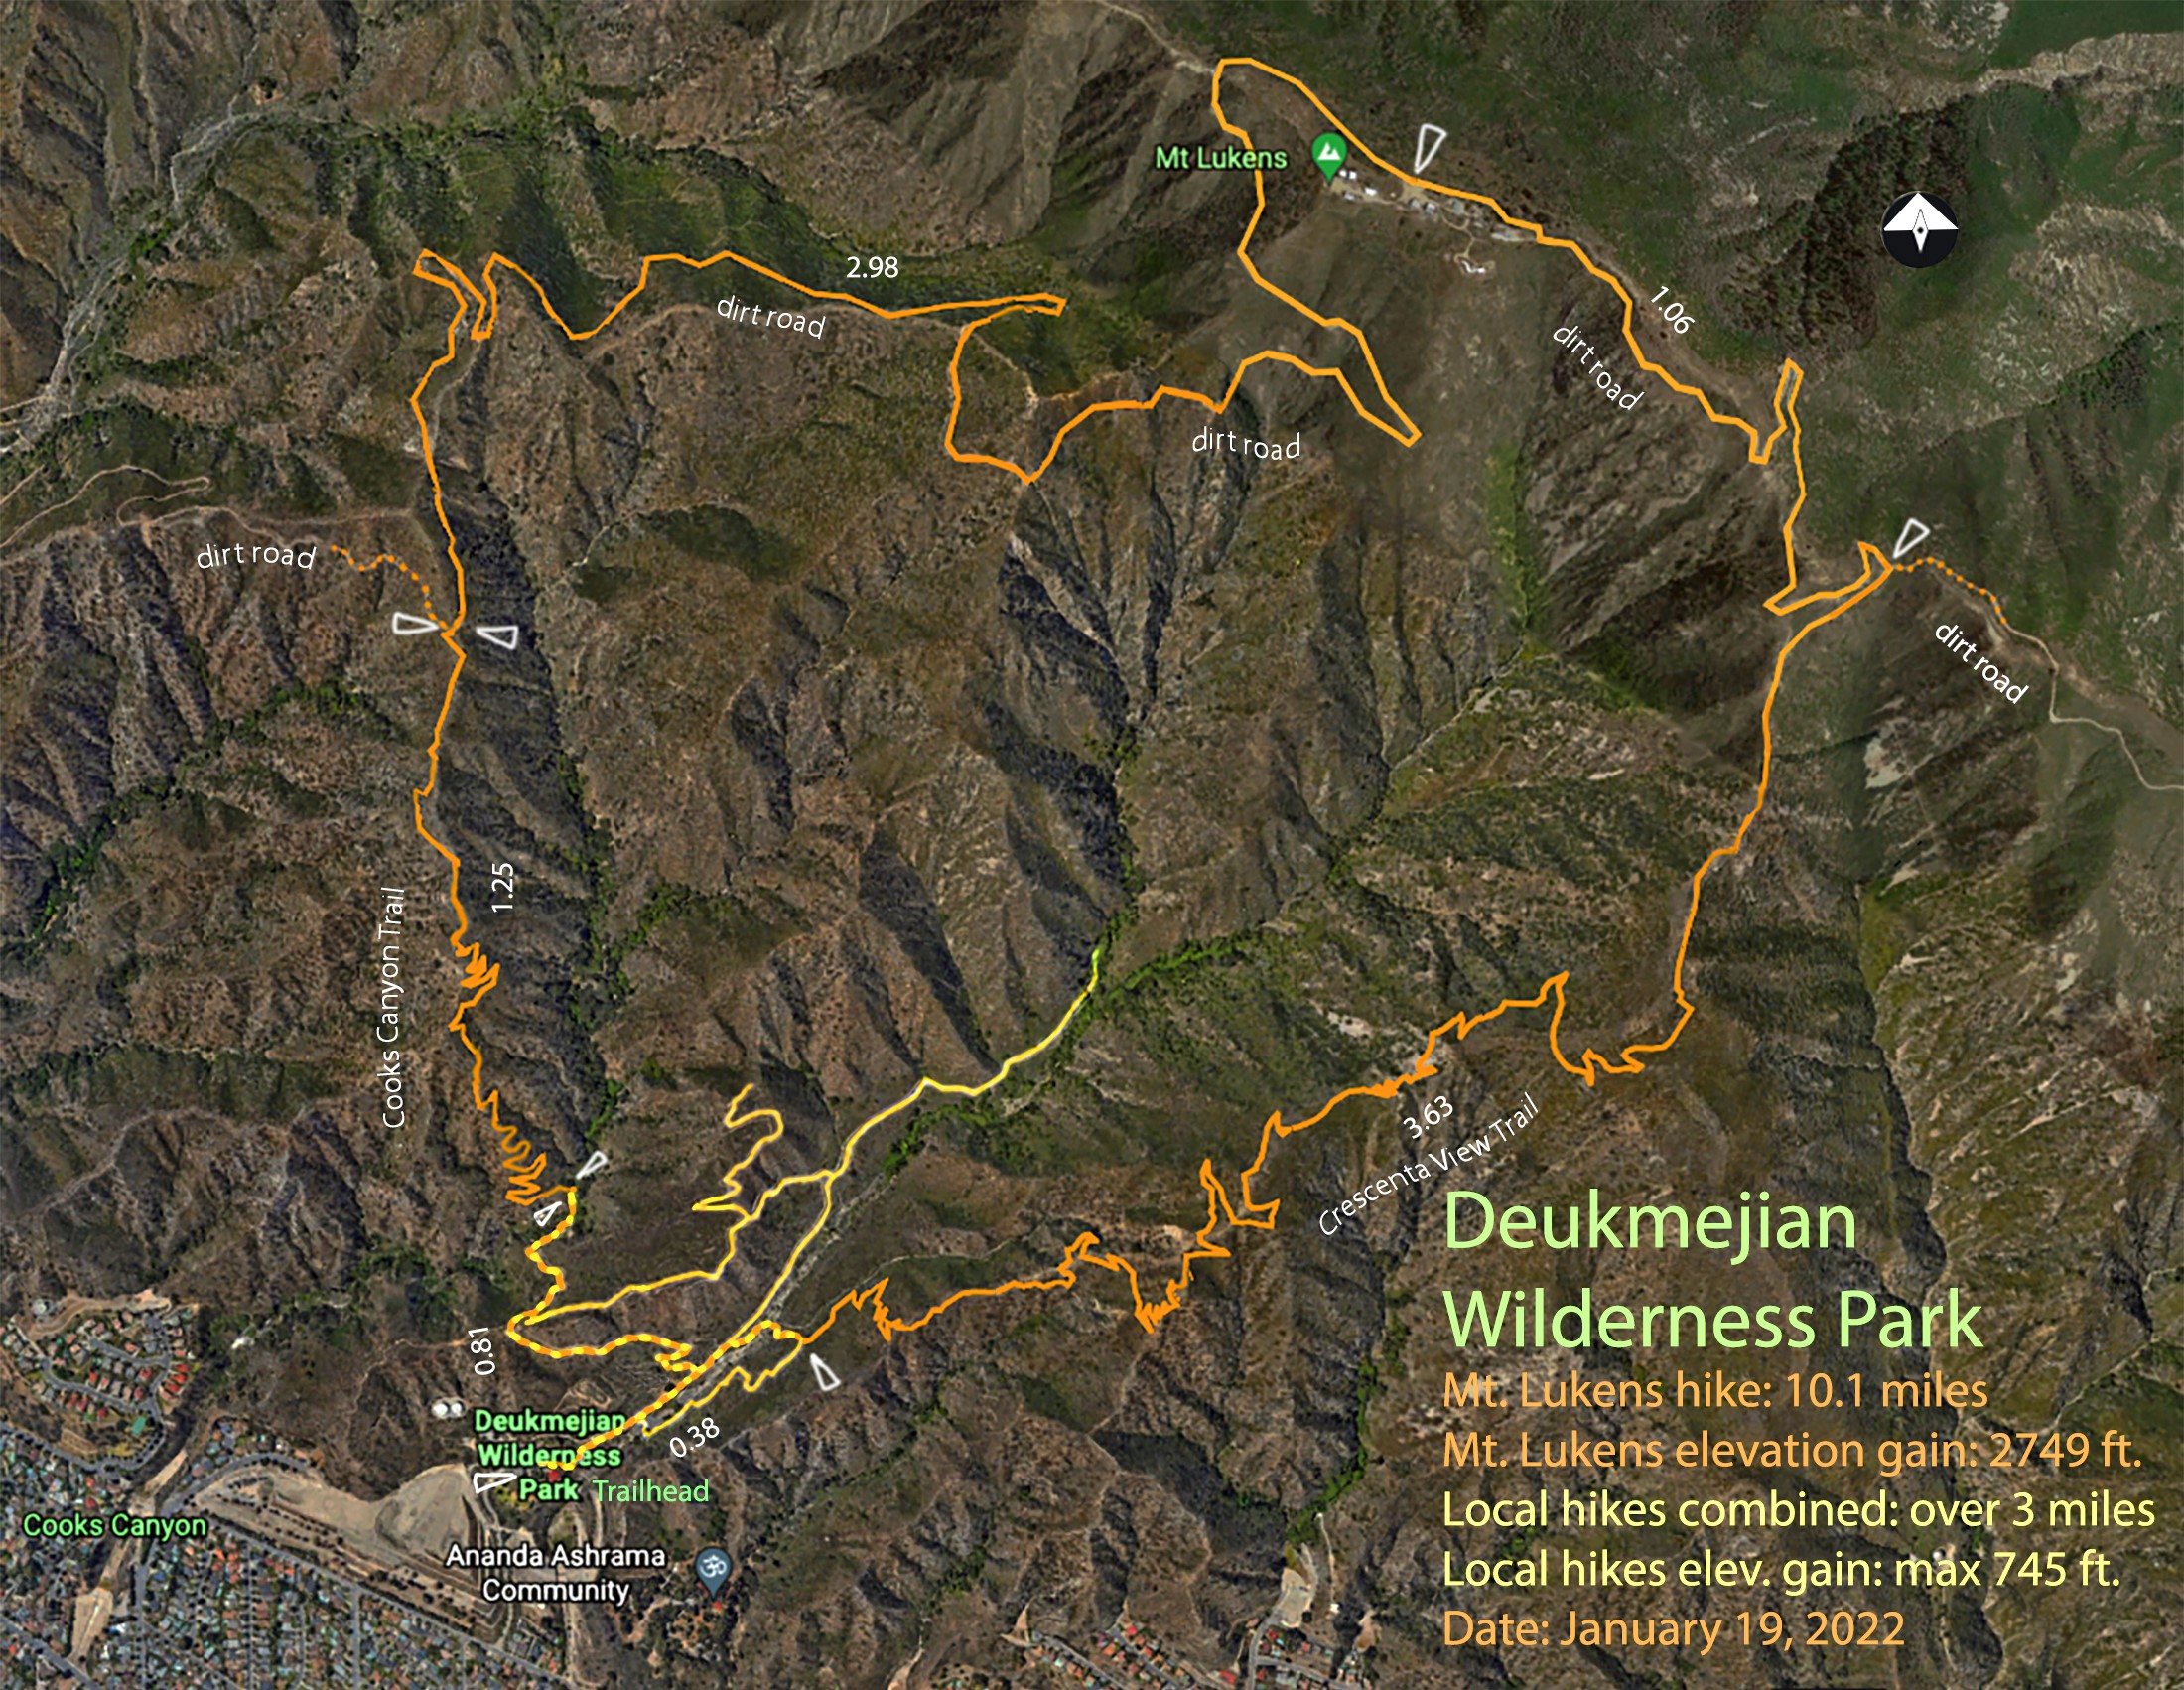 Mt Lukens
2.98
dirt road
1.06
dirt road
dirt road
dirt road
dirt road
1.25
Cooks Canyon Trail
3.63
Crescenta View Trail
0.81
0.38
Deukmejian
Wilderness
Park Trailhead
Cooks Canyon
Ananda Ashrama
Community
Deukmejian
Wilderness Park
Mt. Lukens hike: 10.1 miles
Mt. Lukens elevation gain: 2749 ft.
Local hikes combined: over 3 miles
Local hikes elev. gain: max 745 ft.
Date: January 19, 2022